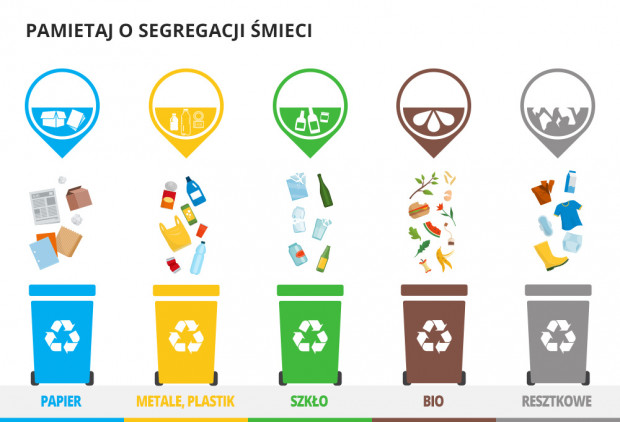 PAMIETAJ O SEGREGACJI ŚMIECI
PAPIER
METALE, PLASTIK
SZKŁO
BIO
RESZTKOWE